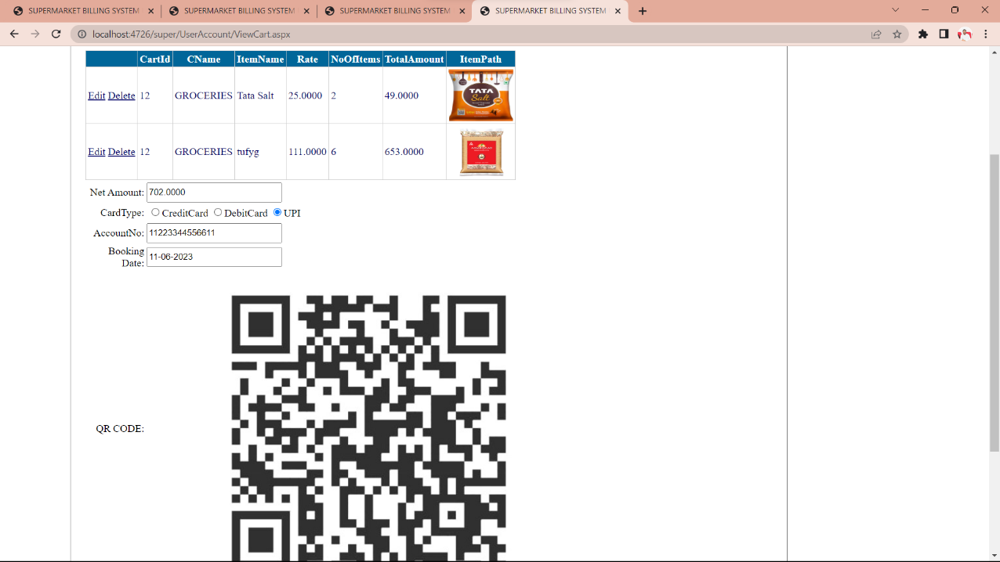 SUPERMARKET BILLING SYSTEM SUPERMARKET BILLING SYSTEM SUPERMARKET BILLING SYSTEM SUPERMARKET BILLING SYSTEM
localhost:4726/super/UserAccount/ViewCart.aspx
CartId CName ItemName Rate NoOfItems TotalAmount ItemPath
Edit Delete 12 GROCERIES Tata Salt 25.0000 2 49.0000
TATA
Salt
Edit Delete 12 GROCERIES tufyg 111.0000 6 653.0000
Net Amount: 702.0000
CardType: CreditCard DebitCard UPI
AccountNo: 11223344556611
Booking
Date: 11-06-2023
QR CODE: